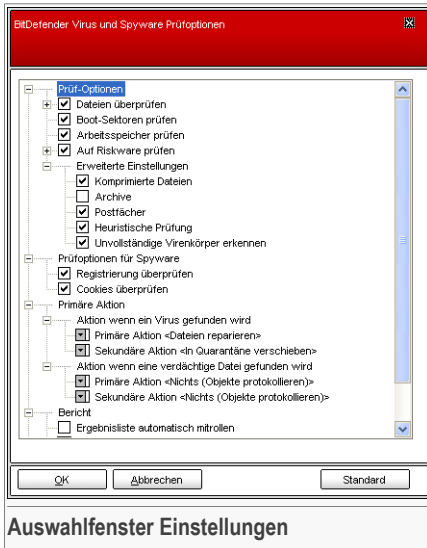 BitDefender Virus und Spyware Prüfoptionen
Prüf-Optionen
Dateien überprüfen
Boot-Sektoren prüfen
Arbeitsspeicher prüfen
Auf Riskware prüfen
Erweiterte Einstellungen
Komprimierte Dateien
Archive
Postfächer
Heuristische Prüfung
Unvollständige Virenkörper erkennen
Prüfoptionen für Spyware
Registrierung überprüfen
Cookies überprüfen
Primäre Aktion
Aktion wenn ein Virus gefunden wird
Primäre Aktion <Dateien reparieren>
Sekundäre Aktion <In Quarantäne verschieben>
Aktion wenn eine verdächtige Datei gefunden wird
Primäre Aktion <Nichts (Objekte protokollieren)>
Sekundäre Aktion <Nichts (Objekte protokollieren)>
Bericht
Ergebnisliste automatisch mitrollen
OK Abbrechen Standard
Auswahlfenster Einstellungen